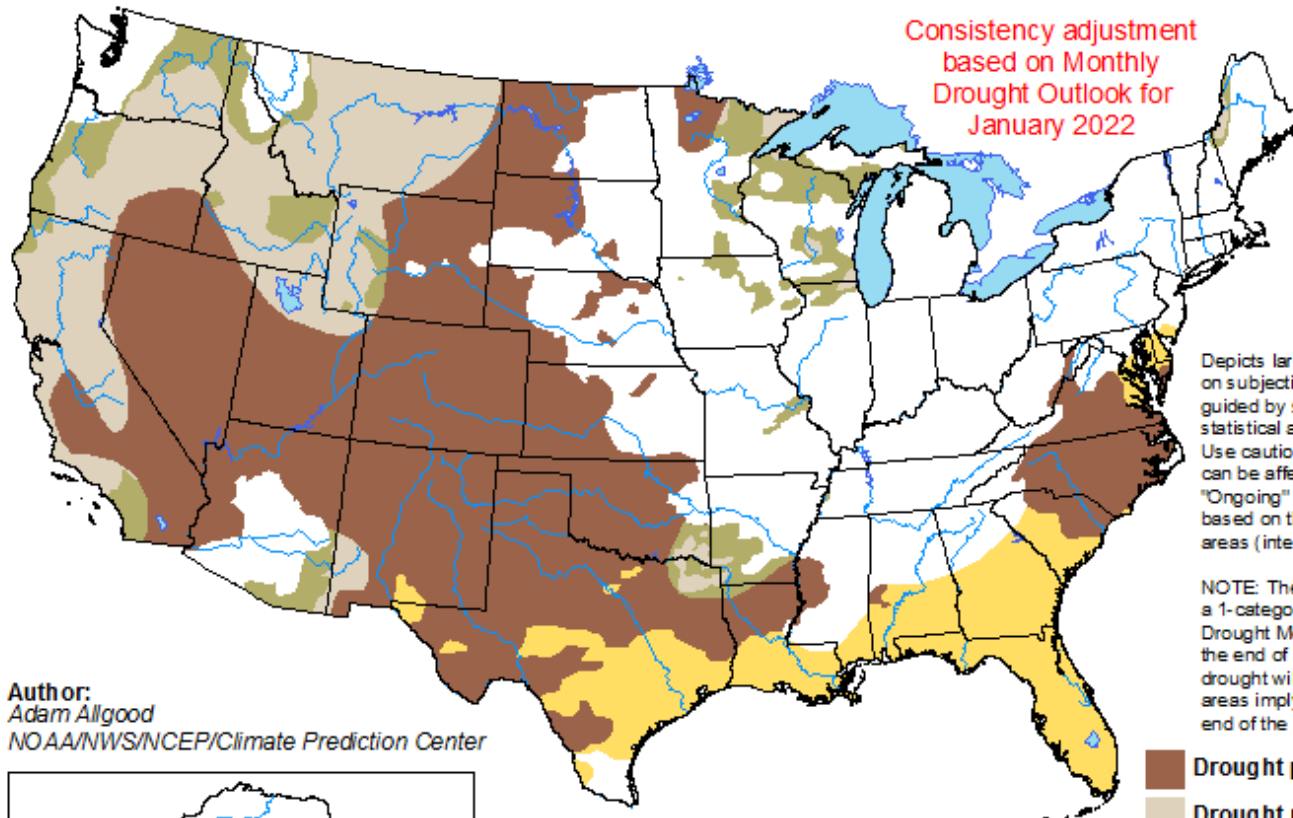 Consistency adjustment
based on Monthly
Drought Outlook for
January 2022
Depicts lar
on subjecti
guided by s
statistical a
Use cautio
can be affe
"Ongoing"
based on th
areas (inte
NOTE: The
a 1-catego
Drought Mo
the end of
drought wi
areas imply
end of the
Author:
Adam Allgood
NOAA/NWS/NCEP/Climate Prediction Center
Drought p
Drought